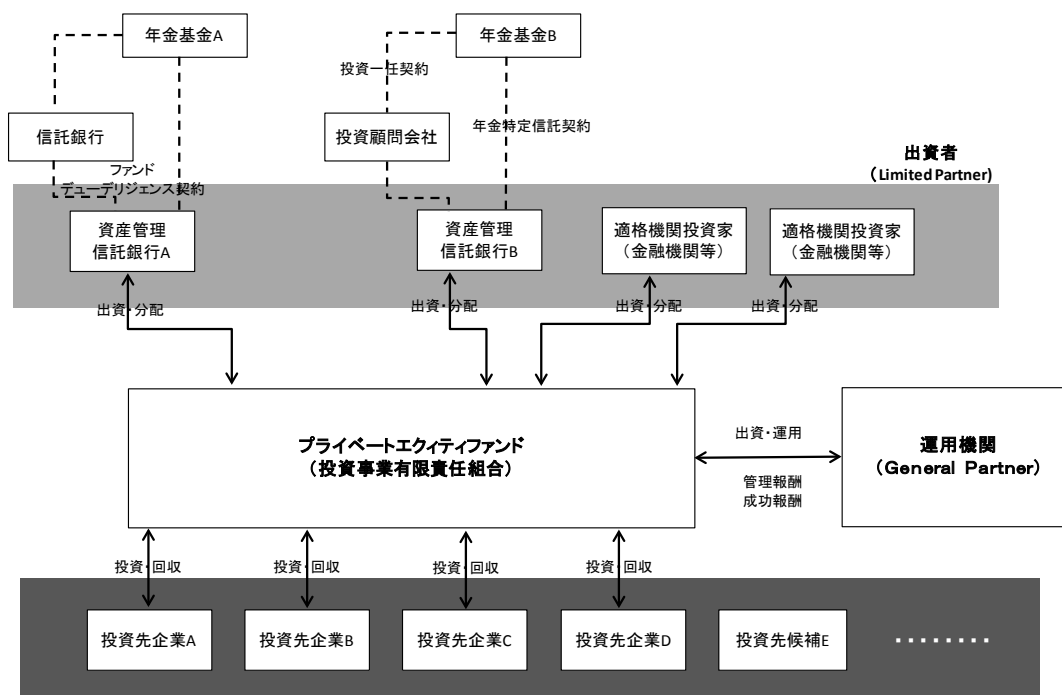 年金基金A
年金基金B
投資一任契約
信託銀行
投資顧問会社
年金特定信託契約
ファンド
デューデリジェンス契約
出資者
（Limited Partner)
資産管理
信託銀行A
資産管理
信託銀行B
適格機関投資家
（金融機関等）
適格機関投資家
（金融機関等）
出資・分配
出資・分配
出資・分配
出資・分配
プライベートエクィティファンド
（投資事業有限責任組合）
出資・運用
管理報酬
成功報酬
運用機関
（General Partner）
投資・回収
投資・回収
投資・回収
投資・回収
投資先企業A
投資先企業B
投資先企業C
投資先企業D
投資先候補E
・・・・・・・・